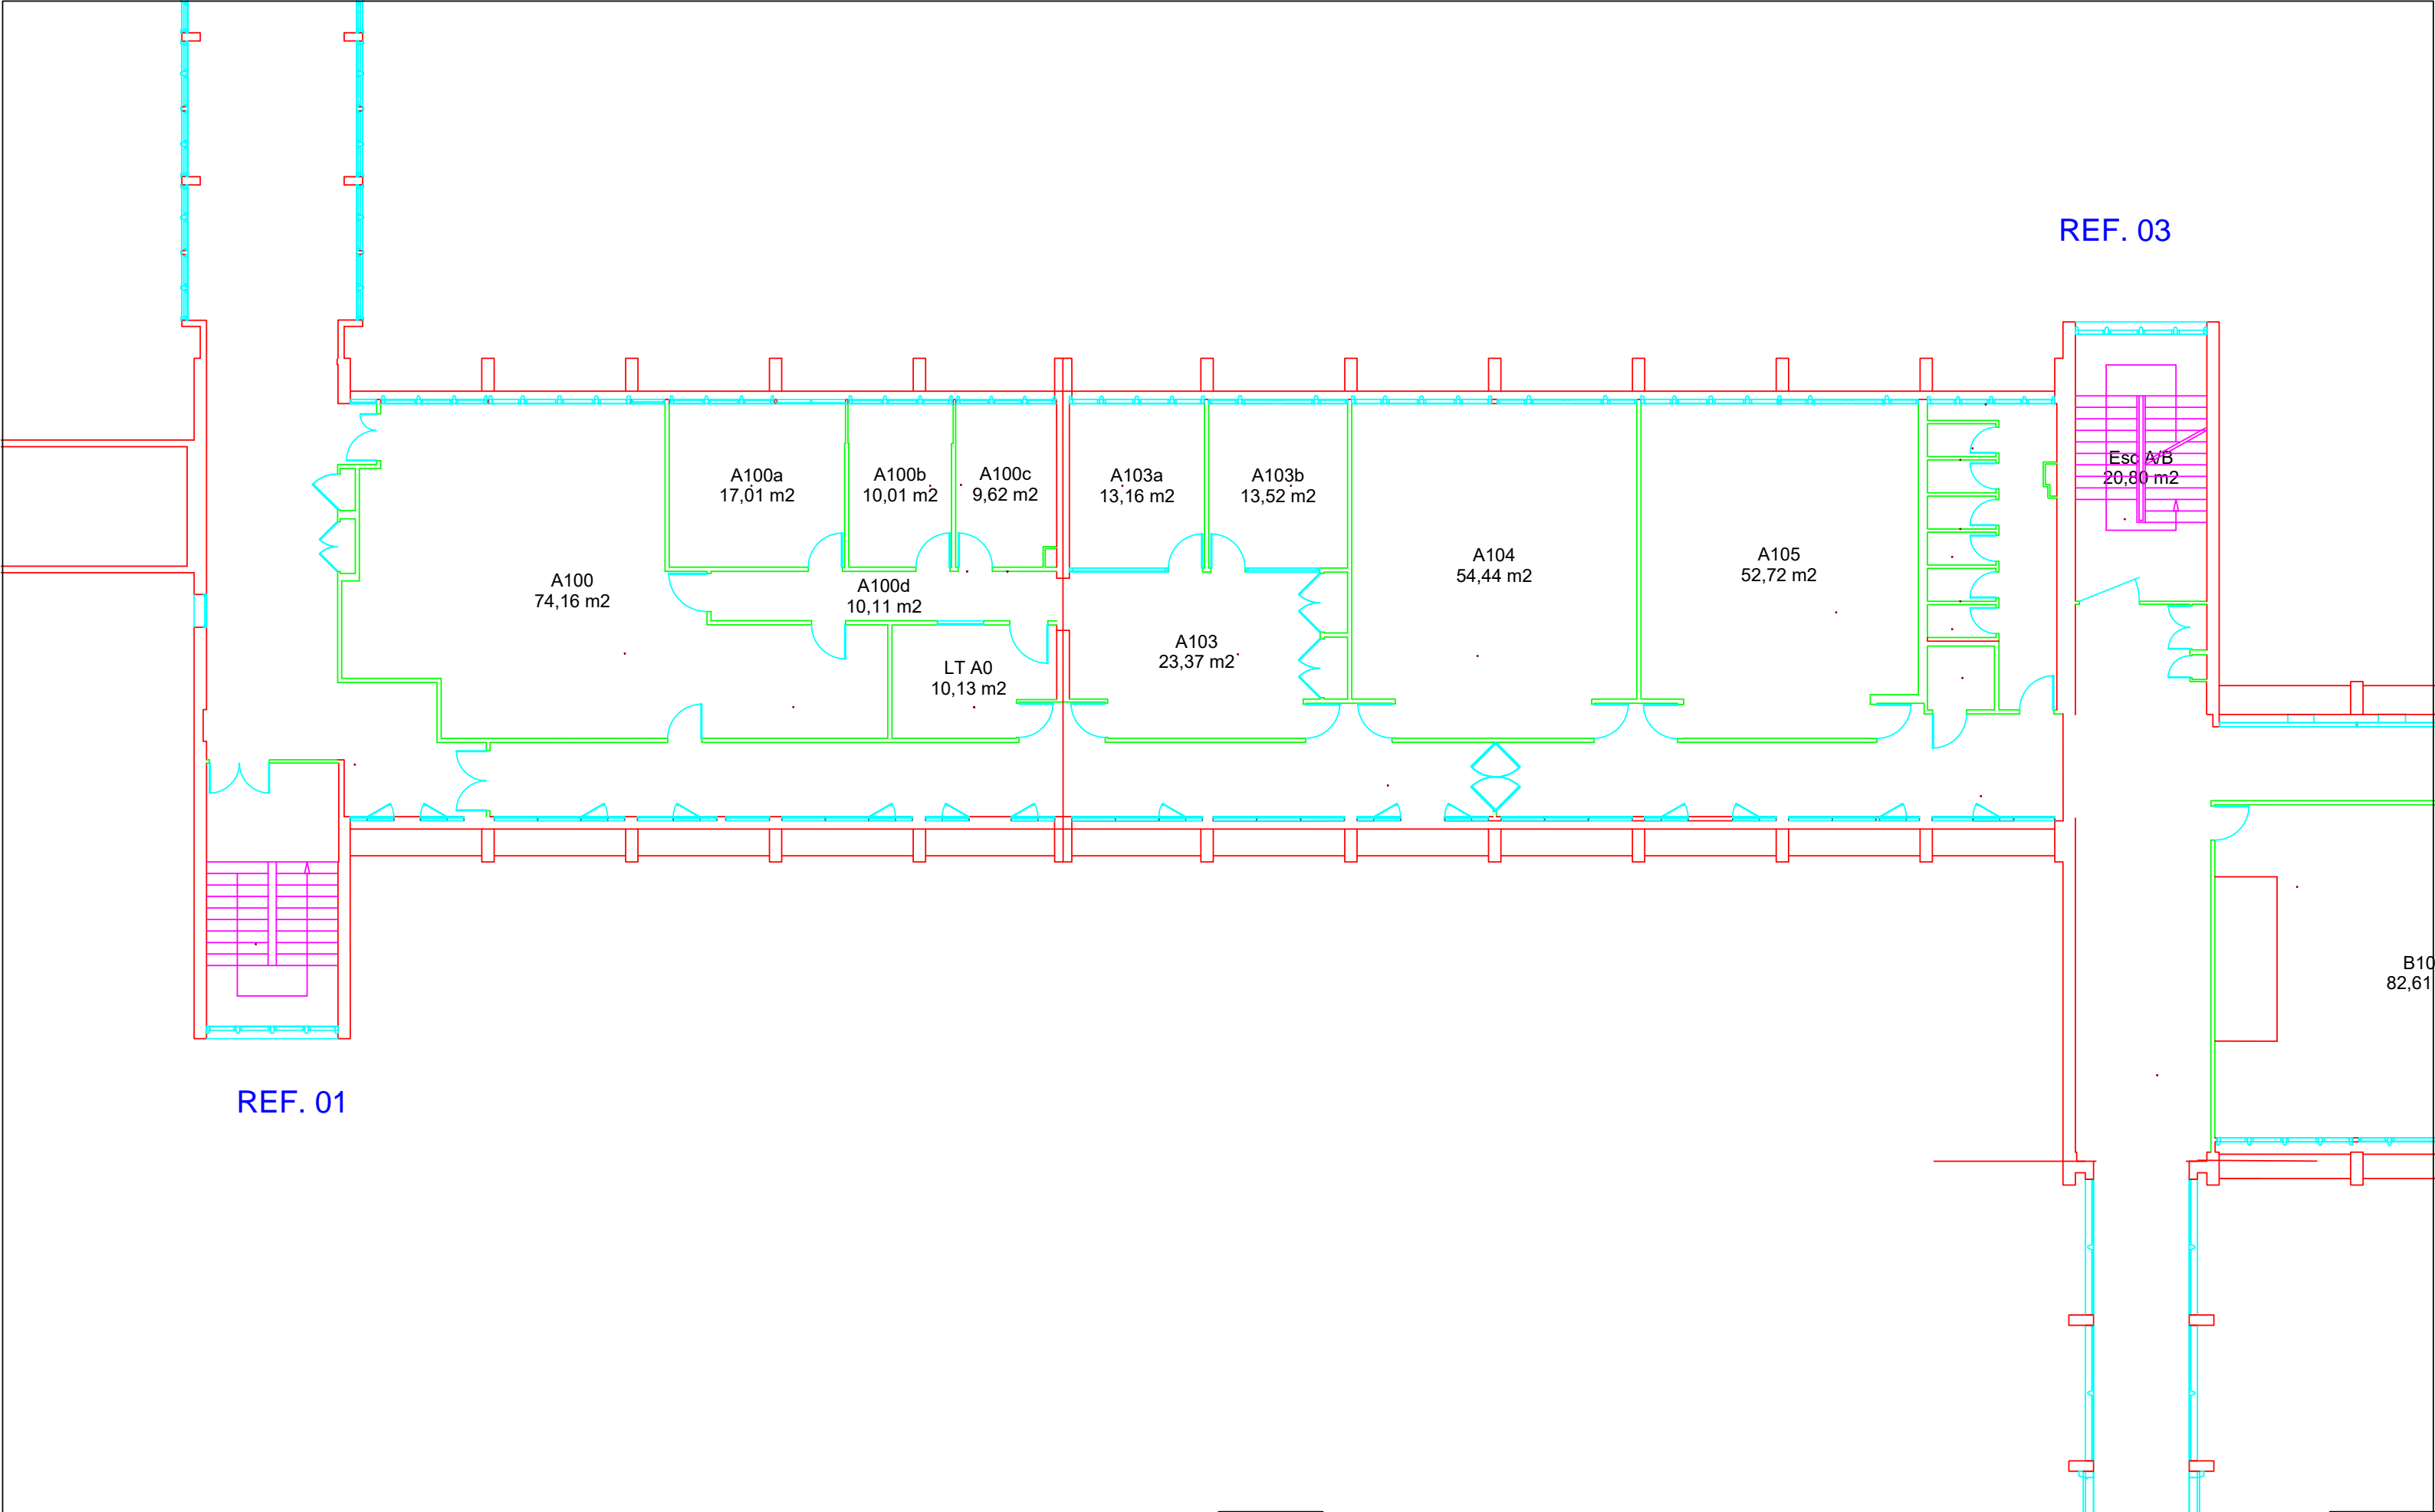 REF. 03
A100a
17,01 m2
A100b
10,01 m2
A100c
9,62 m2
A103a
13,16 m2
A103b
13,52 m2
Esc A/B
20,80 m2
A100
74,16 m2
A100d
10,11 m2
A104
54,44 m2
A105
52,72 m2
A103
23,37 m2
LT A0
10,13 m2
B10
82,61
REF. 01